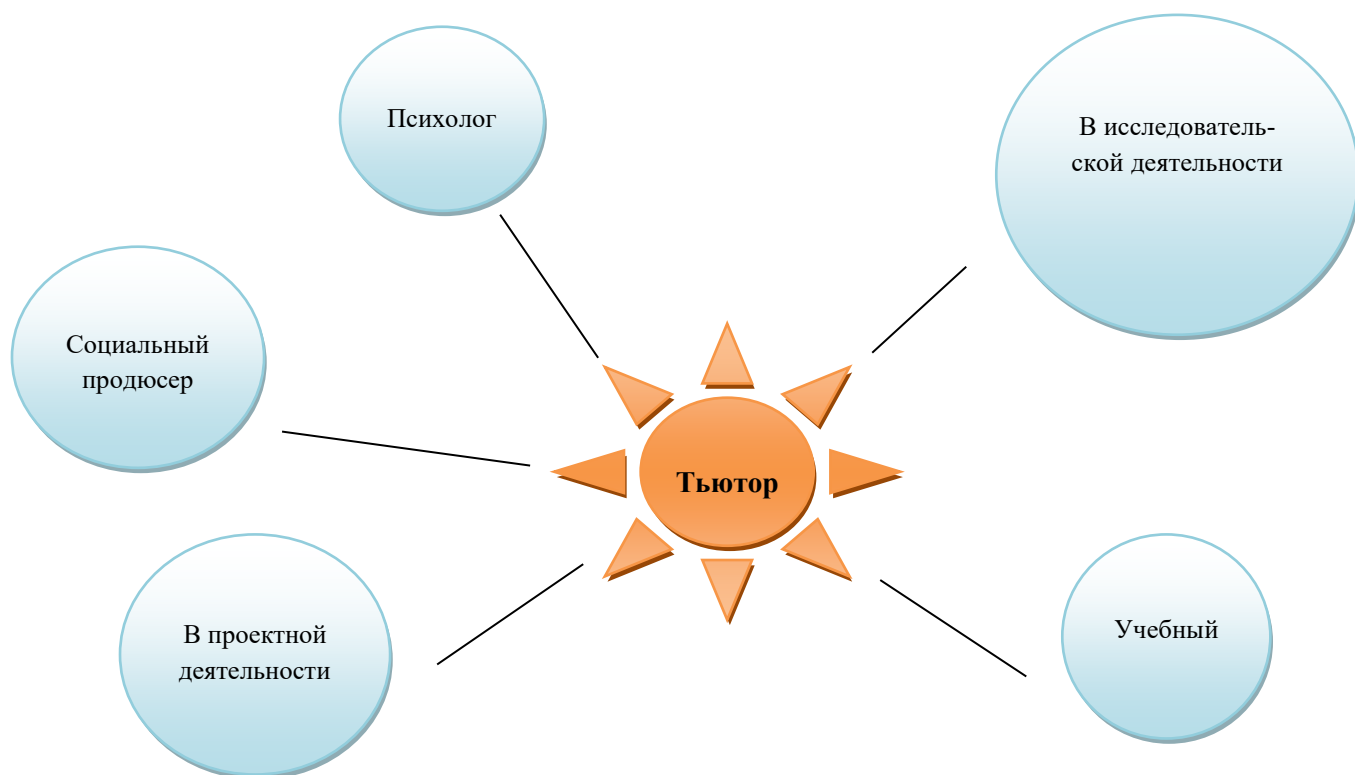 Психолог
В исследователь-
ской деятельности
Социальный
продюсер
Тьютор
В проектной
деятельности
Учебный